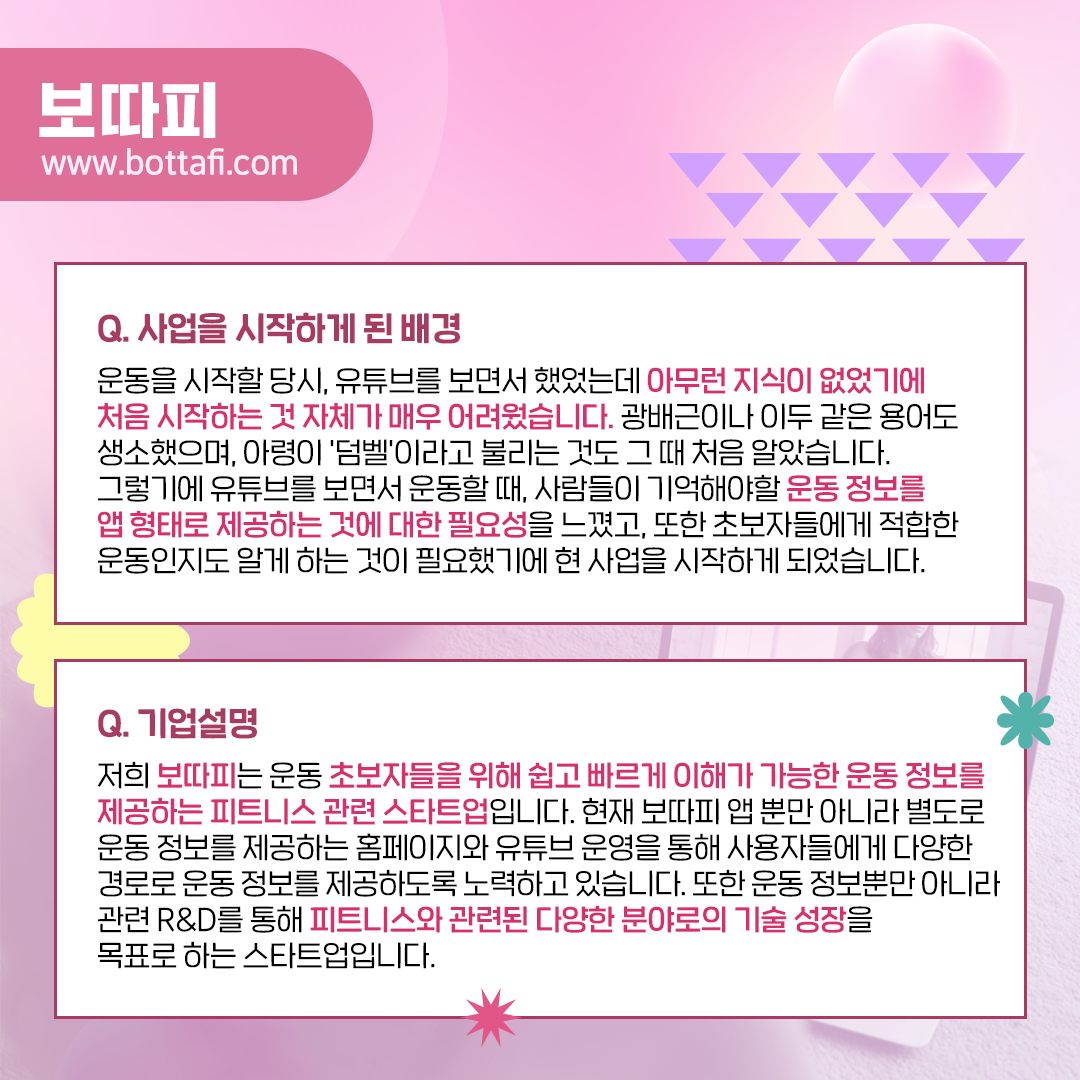 보따피
www.bottafi.com
Q. 사업을 시작하게 된 배경
운동을 시작할 당시, 유튜브를 보면서 했었는데 아무런 지식이 없었기에
처음 시작하는 것 자체가 매우 어려웠습니다. 광배근이나 이두 같은 용어도
생소했으며, 아령이 '덤벨'이라고 불리는 것도 그 때 처음 알았습니다.
그렇기에 유튜브를 보면서 운동할 때, 사람들이 기억해야할 운동 정보를
앱 형태로 제공하는 것에 대한 필요성을 느꼈고, 또한 초보자들에게 적합한
운동인지도 알게 하는 것이 필요했기에 현 사업을 시작하게 되었습니다.
Q. 기업설명
저희 보따피는 운동 초보자들을 위해 쉽고 빠르게 이해가 가능한 운동 정보를
제공하는 피트니스 관련 스타트업입니다. 현재 보따피 앱 뿐만 아니라 별도로
운동 정보를 제공하는 홈페이지와 유튜브 운영을 통해 사용자들에게 다양한
경로로 운동 정보를 제공하도록 노력하고 있습니다. 또한 운동 정보뿐만 아니라
관련 R&D를 통해 피트니스와 관련된 다양한 분야로의 기술 성장을
목표로 하는 스타트업입니다.